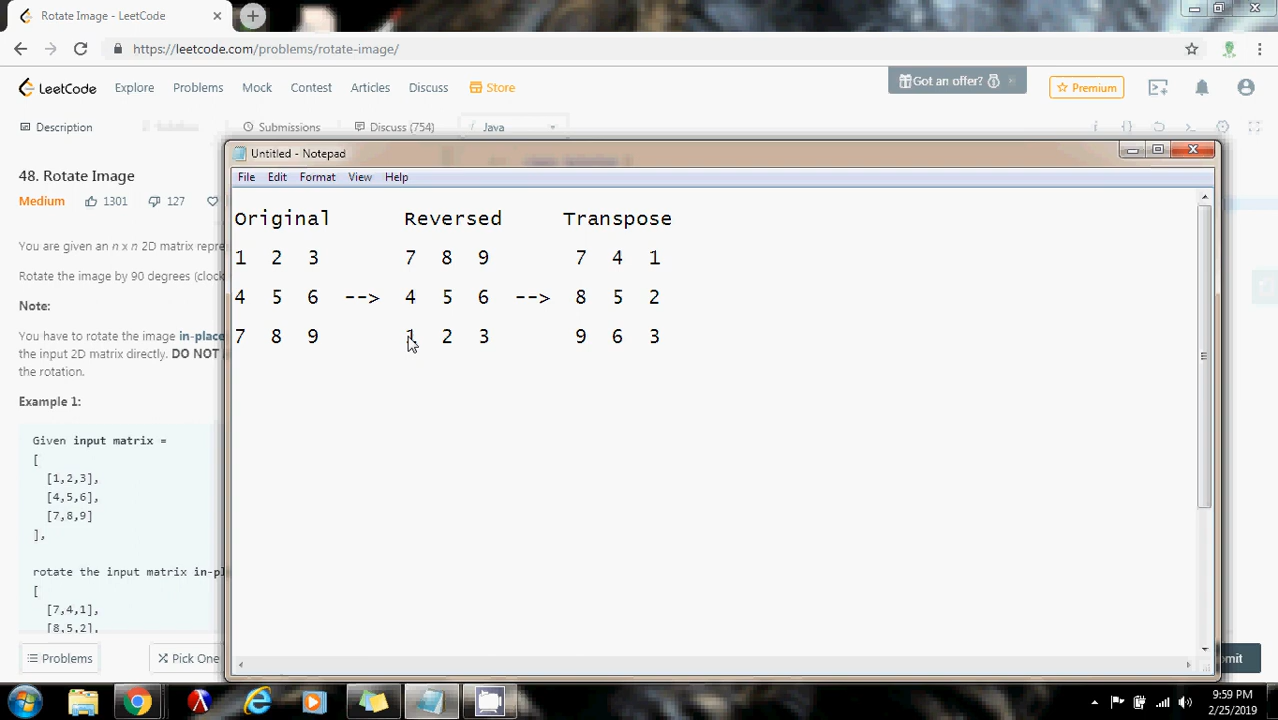 Rotate Image - LeetCode
https://leetcode.com/problems/rotate-image/
LeetCode Explore Problems Mock Contest Articles Discuss Store Got an offer? Premium
Description Submissions Discuss (754) Java
48. Rotate Image
Medium 1301 127
You are given an n x n 2D matrix repre
Rotate the image by 90 degrees (clock
Note:
You have to rotate the image in-place
the input 2D matrix directly. DO NOT
the rotation.
Example 1:
Given input matrix =
[
[1,2,3],
[4,5,6],
[7,8,9]
],
rotate the input matrix in-pl
[
[7,4,1],
[8,5,2],
Problems Pick One
mit
Untitled - Notepad
File Edit Format View Help
Original Reversed Transpose
1 2 3 7 8 9 7 4 1
4 5 6 --> 4 5 6 --> 8 5 2
7 8 9 1 2 3 9 6 3
9:59 PM
2/25/2019